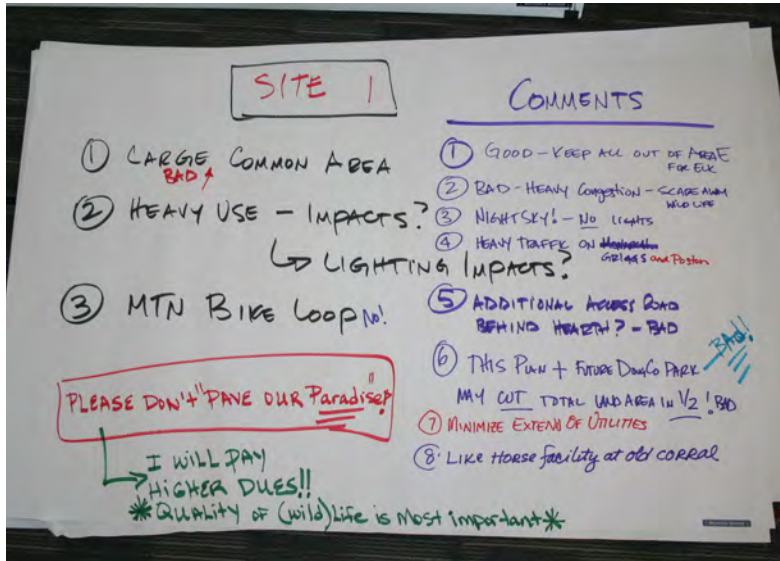 SITE 1
① LARGE COMMON AREA
BAD
② HEAVY USE – IMPACTS?
LIGHTING IMPACTS?
③ MTN BIKE LOOP NO!
PLEASE DON't "PAVE OUR Paradise"!
I WILL PAY
HIGHER DUES!!
* QUALITY OF (wild)Life is Most important *
COMMENTS
① GOOD – KEEP ALL OUT OF AREA E
FOR ELK
② BAD – HEAVY Congestion – SCARE AWAY
WILD LIFE
③ NIGHT SKY! – NO LIGHTS
④ HEAVY TRAFFIC ON
GRIGGS and Poston
⑤ ADDITIONAL ACCESS ROAD
BEHIND HEARTH? – BAD
⑥ THIS PLAN + FUTURE DOUGCO PARK
MAY CUT TOTAL LAND AREA IN 1/2! BAD
BAD!!
⑦ MINIMIZE EXTEND OF UTILITIES
⑧ LIKE HORSE facility at old corral